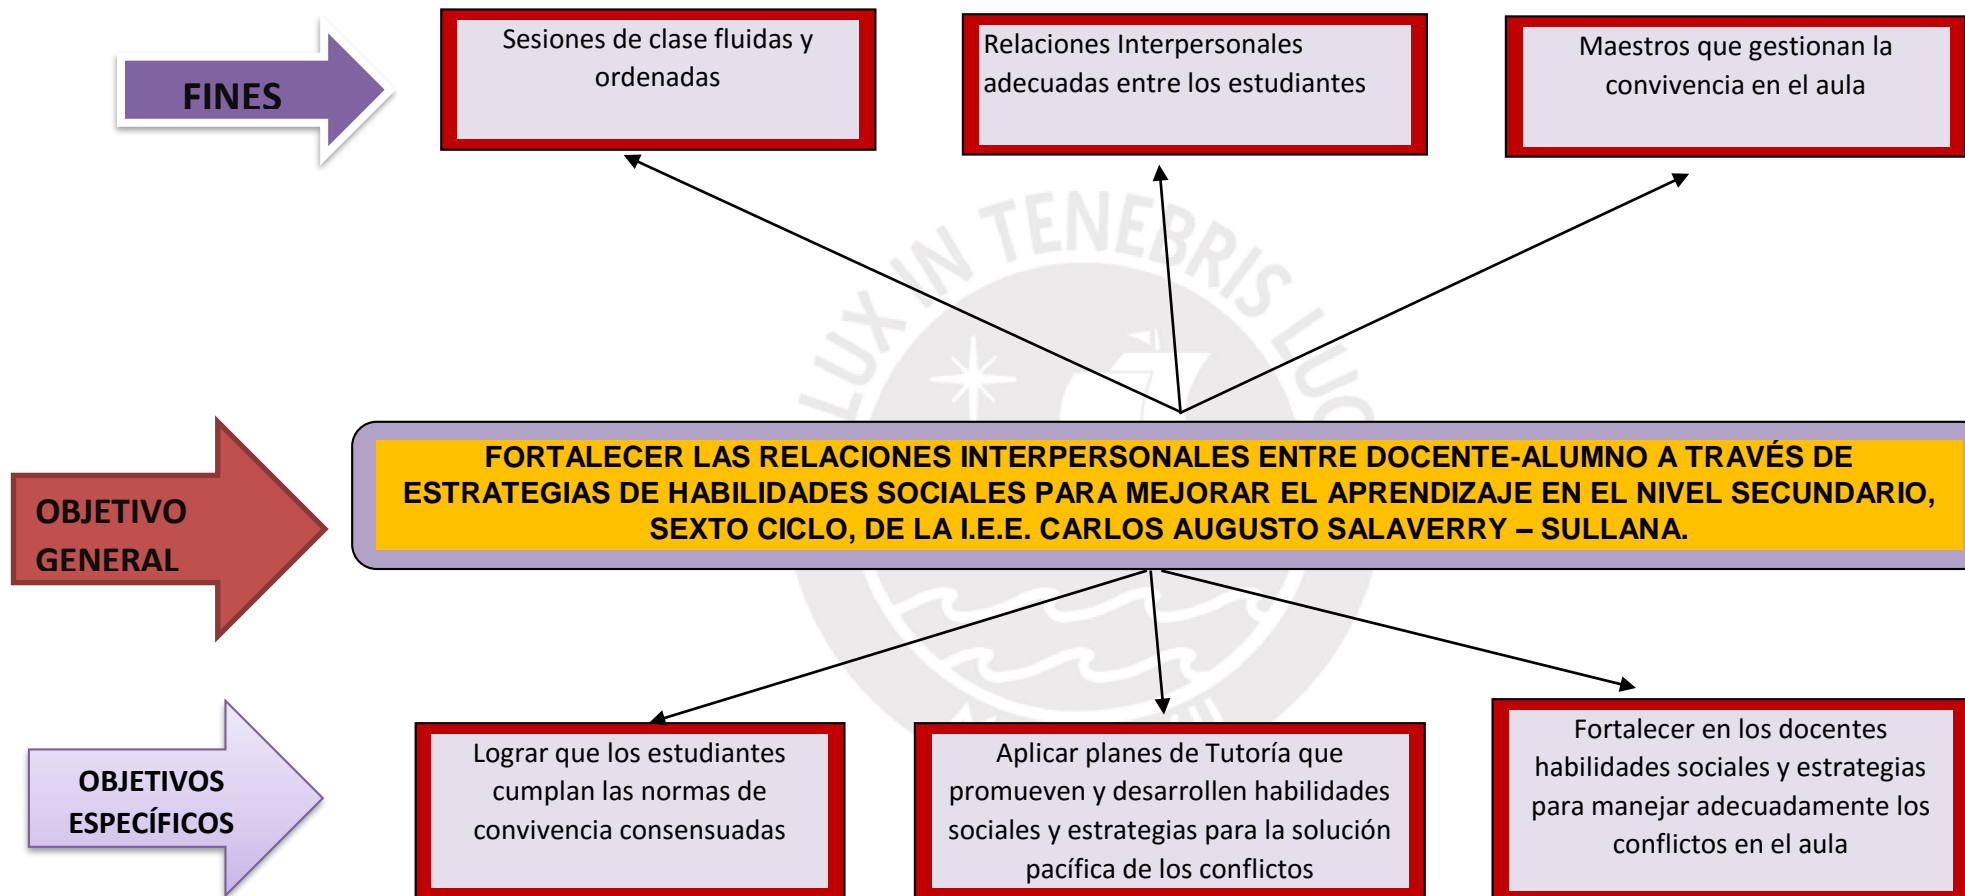 FINES
Sesiones de clase fluidas y
ordenadas
Relaciones Interpersonales
adecuadas entre los estudiantes
Maestros que gestionan la
convivencia en el aula
LUX IN TENEBRIS LUC
OBJETIVO
GENERAL
FORTALECER LAS RELACIONES INTERPERSONALES ENTRE DOCENTE-ALUMNO A TRAVÉS DE
ESTRATEGIAS DE HABILIDADES SOCIALES PARA MEJORAR EL APRENDIZAJE EN EL NIVEL SECUNDARIO,
SEXTO CICLO, DE LA I.E.E. CARLOS AUGUSTO SALAVERRY – SULLANA.
OBJETIVOS
ESPECÍFICOS
Lograr que los estudiantes
cumplan las normas de
convivencia consensuadas
Aplicar planes de Tutoría que
promueven y desarrollen habilidades
sociales y estrategias para la solución
pacífica de los conflictos
Fortalecer en los docentes
habilidades sociales y estrategias
para manejar adecuadamente los
conflictos en el aula